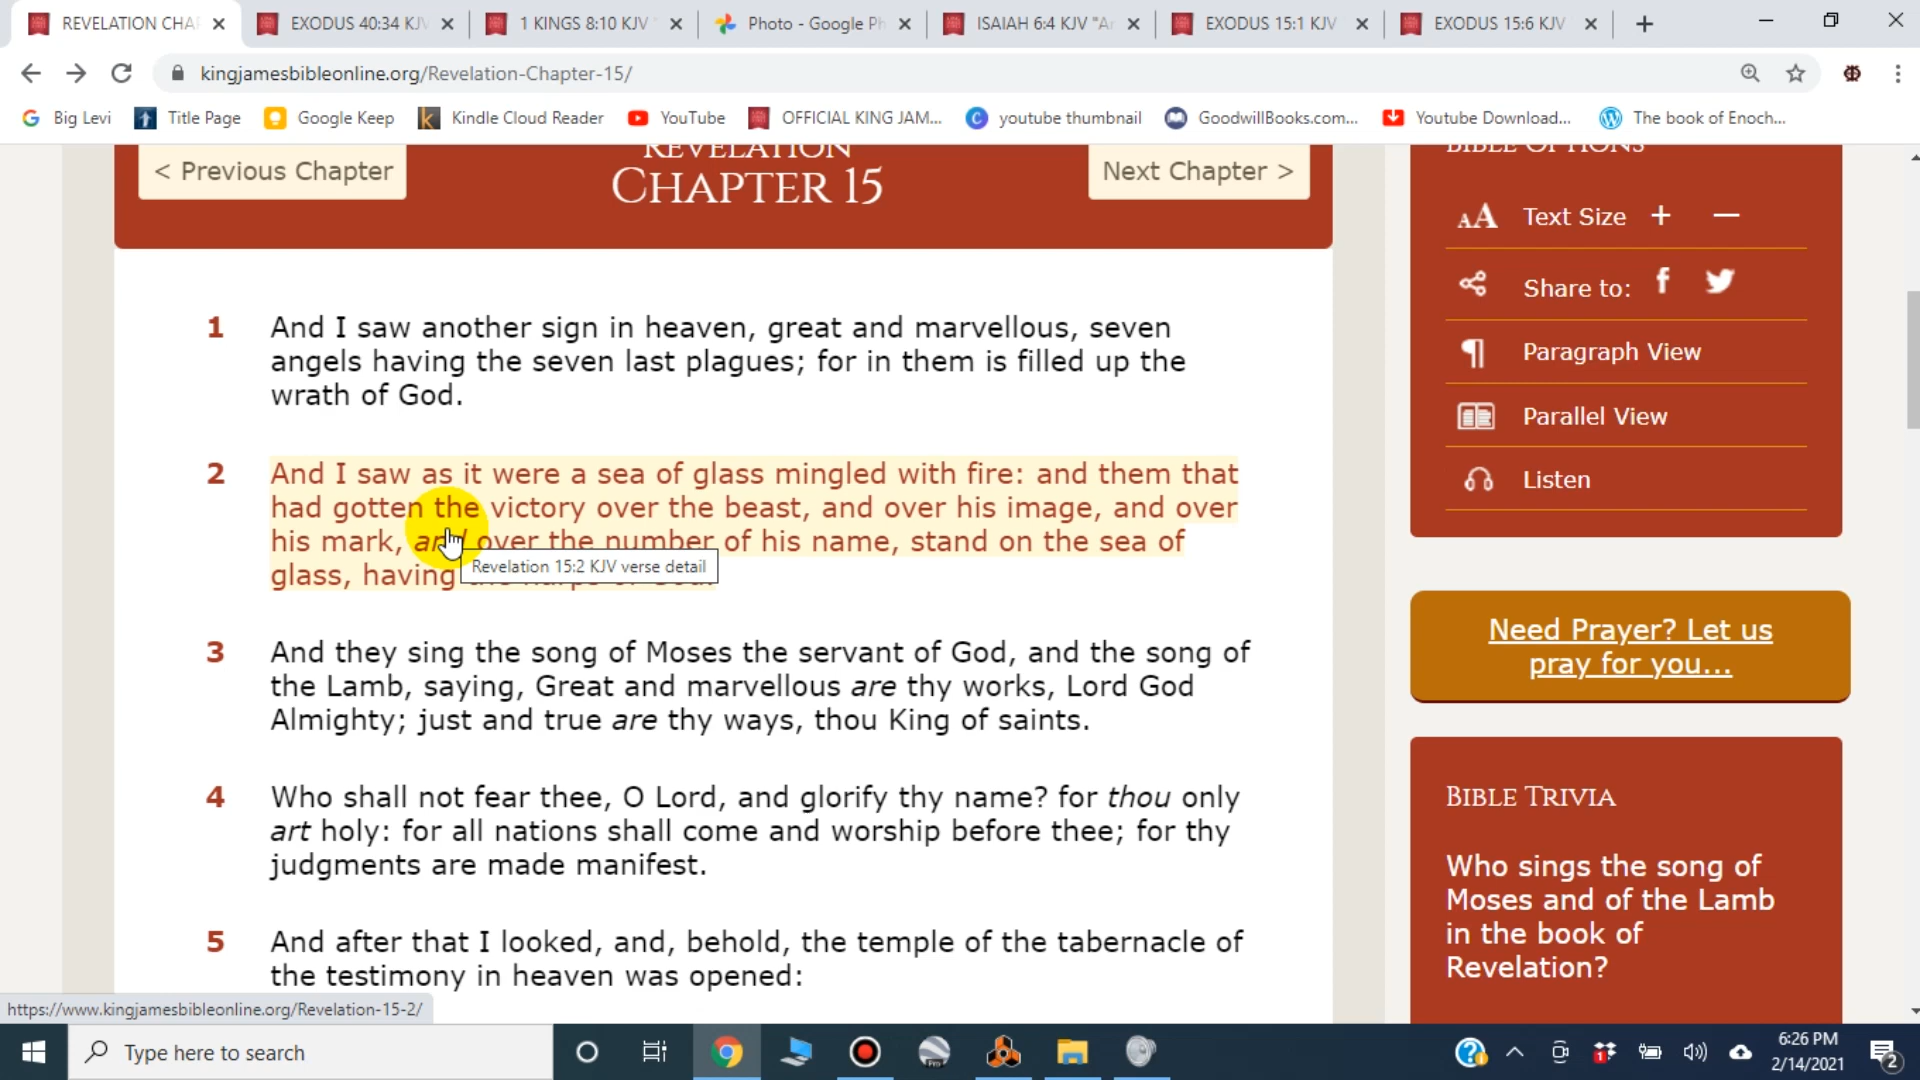 REVELATION CHA
EXODUS 40:34 KJV
1 KINGS 8:10 KJV "
Photo - Google Ph
ISAIAH 6:4 KJV "Ar
EXODUS 15:1 KJV
EXODUS 15:6 KJV
kingjamesbibleonline.org/Revelation-Chapter-15/
Big Levi
Title Page
Google Keep
Kindle Cloud Reader
YouTube
OFFICIAL KING JAM...
youtube thumbnail
GoodwillBooks.com...
Youtube Download...
The book of Enoch...
< Previous Chapter
REVELATION
CHAPTER 15
Next Chapter >
1 And I saw another sign in heaven, great and marvellous, seven
angels having the seven last plagues; for in them is filled up the
wrath of God.
2 And I saw as it were a sea of glass mingled with fire: and them that
had gotten the victory over the beast, and over his image, and over
his mark, and over the number of his name, stand on the sea of
glass, having
Revelation 15:2 KJV verse detail
3 And they sing the song of Moses the servant of God, and the song of
the Lamb, saying, Great and marvellous are thy works, Lord God
Almighty; just and true are thy ways, thou King of saints.
4 Who shall not fear thee, O Lord, and glorify thy name? for thou only
art holy: for all nations shall come and worship before thee; for thy
judgments are made manifest.
5 And after that I looked, and, behold, the temple of the tabernacle of
the testimony in heaven was opened:
BIBLE OPTIONS
AA Text Size + —
Share to:
Paragraph View
Parallel View
Listen
Need Prayer? Let us
pray for you...
BIBLE TRIVIA
Who sings the song of
Moses and of the Lamb
in the book of
Revelation?
https://www.kingjamesbibleonline.org/Revelation-15-2/
Type here to search
6:26 PM
2/14/2021
2